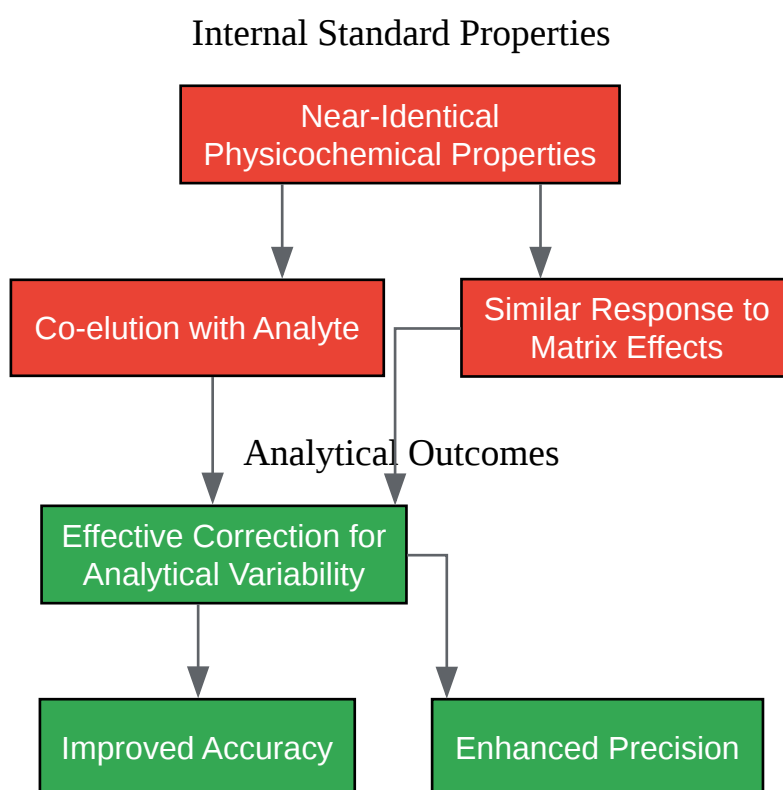 Internal Standard Properties
Near-Identical
Physicochemical Properties
Co-elution with Analyte
Similar Response to
Matrix Effects
Analytical Outcomes
Effective Correction for
Analytical Variability
Improved Accuracy
Enhanced Precision